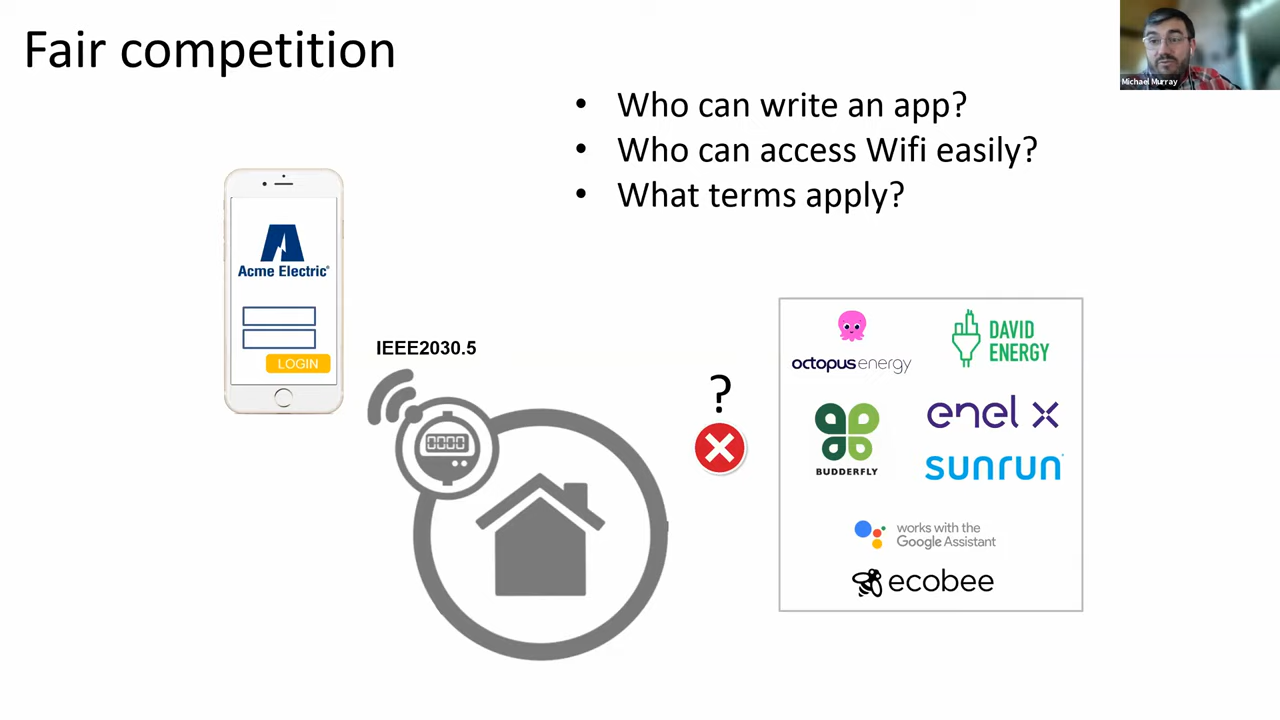 Fair competition
Michael Murray
• Who can write an app?
• Who can access Wifi easily?
• What terms apply?
Acme Electric®
LOGIN
IEEE2030.5
0000
?
octopus energy
DAVID
ENERGY
BUDDERFLY
enel x
sunrun
works with the
Google Assistant
ecobee